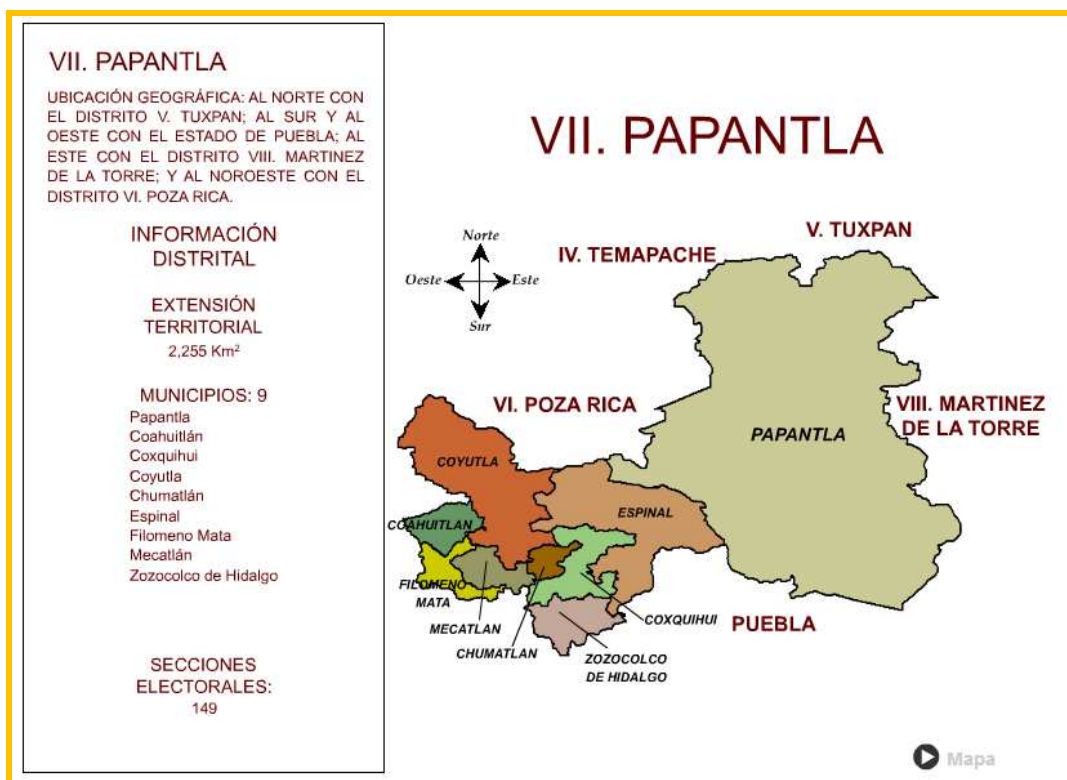 VII. PAPANTLA
UBICACIÓN GEOGRÁFICA: AL NORTE CON
EL DISTRITO V. TUXPAN; AL SUR Y AL
OESTE CON EL ESTADO DE PUEBLA; AL
ESTE CON EL DISTRITO VIII. MARTINEZ
DE LA TORRE; Y AL NOROESTE CON EL
DISTRITO VI. POZA RICA.
INFORMACIÓN
DISTRITAL
EXTENSIÓN
TERRITORIAL
2,255 Km²
MUNICIPIOS: 9
Papantla
Coahuitlán
Coxquihui
Coyutla
Chumatlán
Espinal
Filomeno Mata
Mecatlán
Zozocolco de Hidalgo
SECCIONES
ELECTORALES:
149
VII. PAPANTLA
Norte
Oeste
Este
Sur
V. TUXPAN
IV. TEMAPACHE
VI. POZA RICA
VIII. MARTINEZ
DE LA TORRE
PAPANTLA
COYUTLA
ESPINAL
COAHUITLAN
FILOMENO
MATA
MECATLAN
CHUMATLAN
COXQUIHUI
PUEBLA
ZOZOCOLCO
DE HIDALGO
Mapa